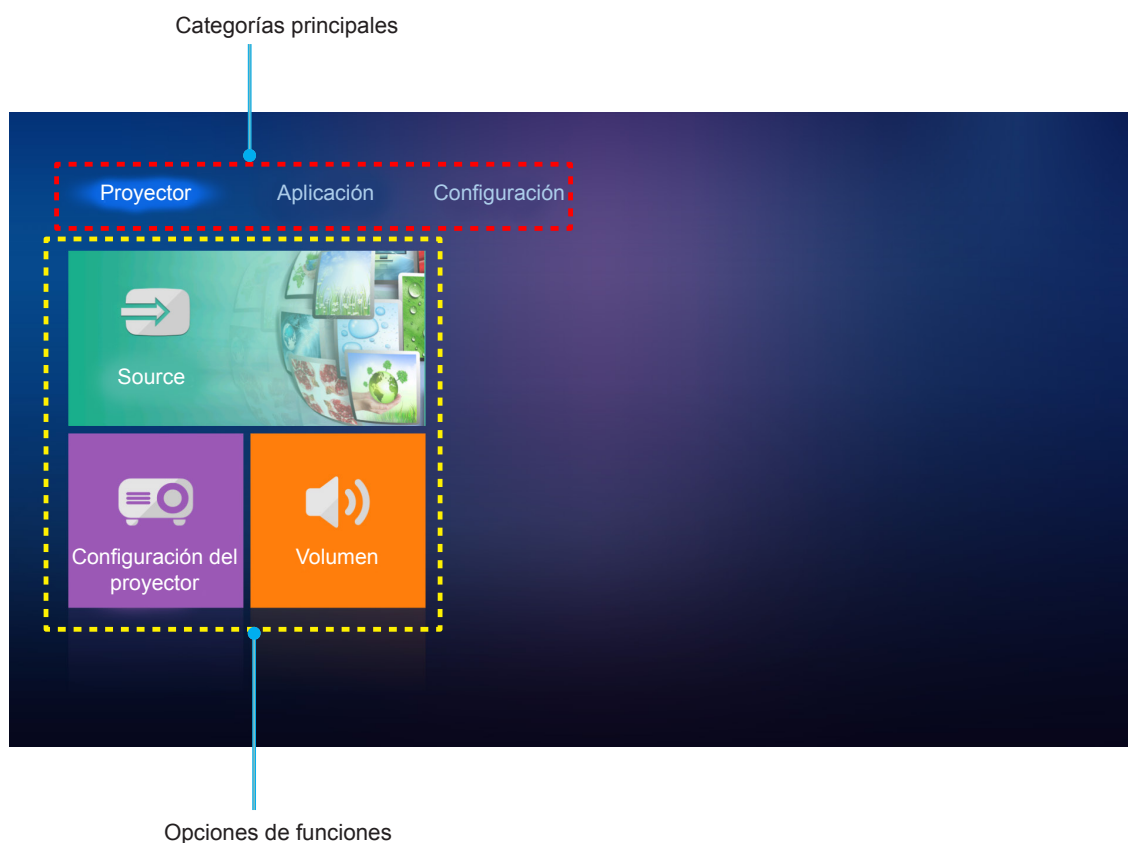 Categorías principales
Proyector Aplicación Configuración
Source
Configuración del
proyector
Volumen
Opciones de funciones